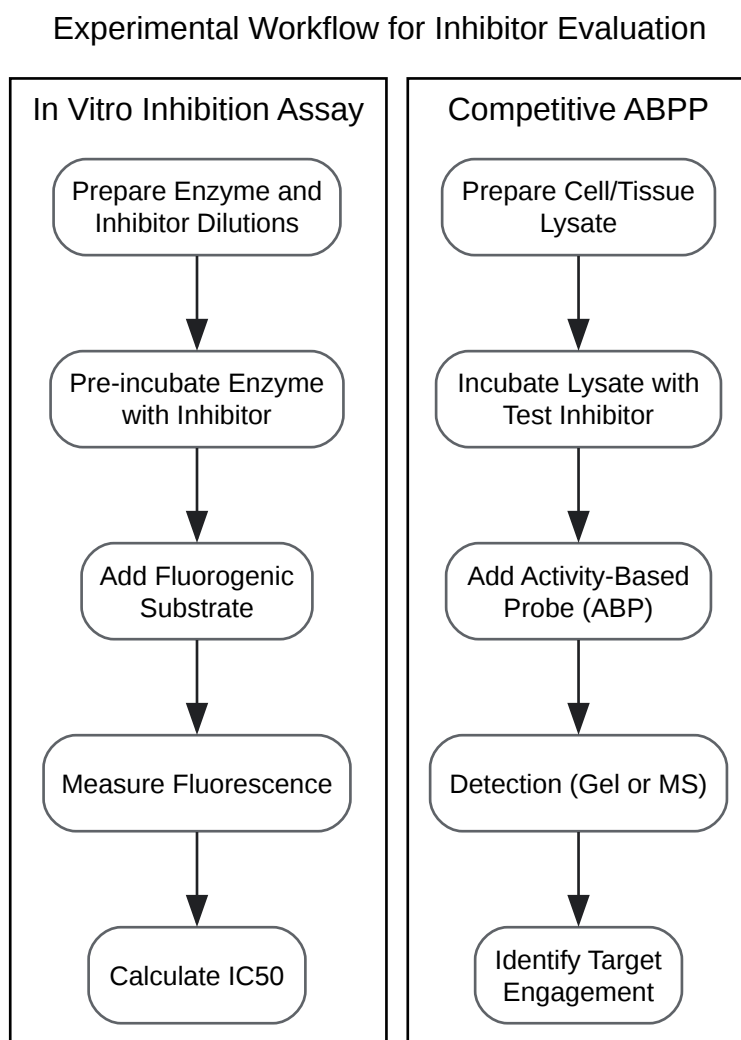 Experimental Workflow for Inhibitor Evaluation
In Vitro Inhibition Assay
Prepare Enzyme and
Inhibitor Dilutions
Pre-incubate Enzyme
with Inhibitor
Add Fluorogenic
Substrate
Measure Fluorescence
Calculate IC50
Competitive ABPP
Prepare Cell/Tissue
Lysate
Incubate Lysate with
Test Inhibitor
Add Activity-Based
Probe (ABP)
Detection (Gel or MS)
Identify Target
Engagement